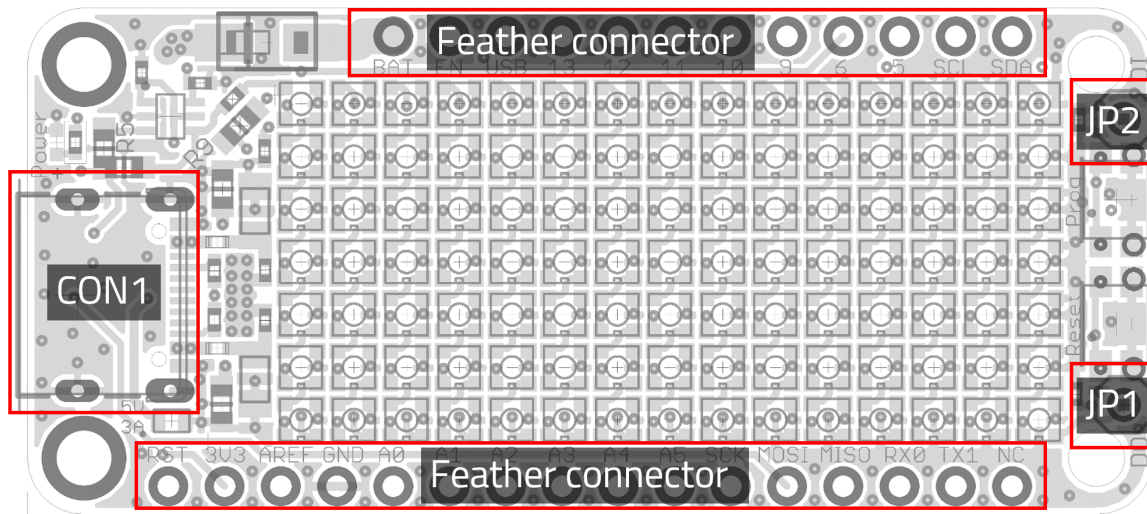 Feather connector
BAT EN USB 13 12 11 10 9 6 5 SCL SDA
JP2
Power
+
R5
R9
Prog
CON1
Reset
JP1
5V
3A
RST 3V3 AREF GND A0 A1 A2 A3 A4 A5 SCK MOSI MISO RX0 TX1 NC
Feather connector